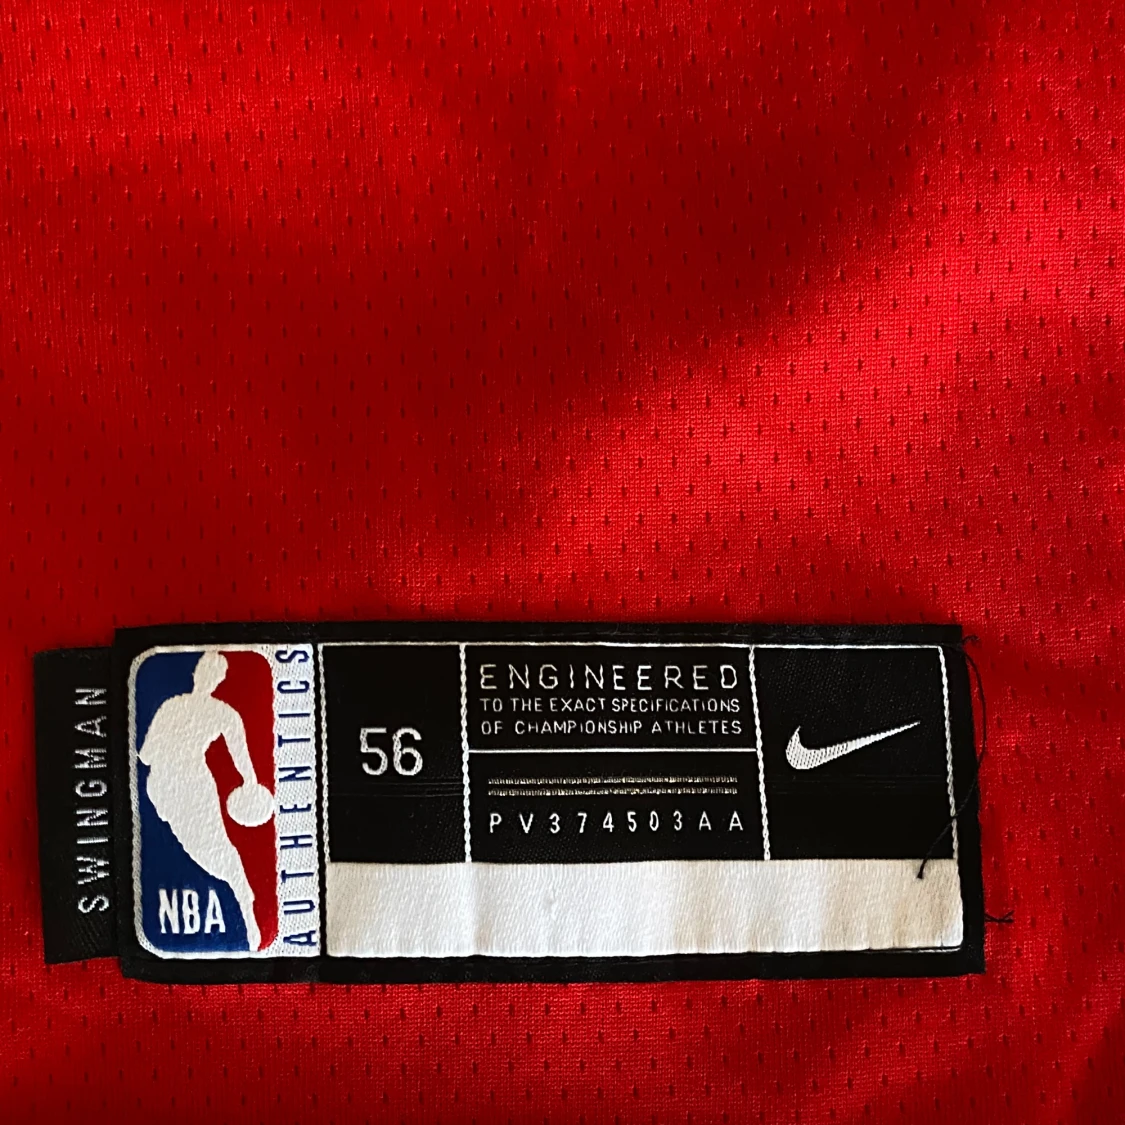 SWINGMAN
NBA
AUTHENTICS
56
ENGINEERED
TO THE EXACT SPECIFICATIONS
OF CHAMPIONSHIP ATHLETES
PV374503AA